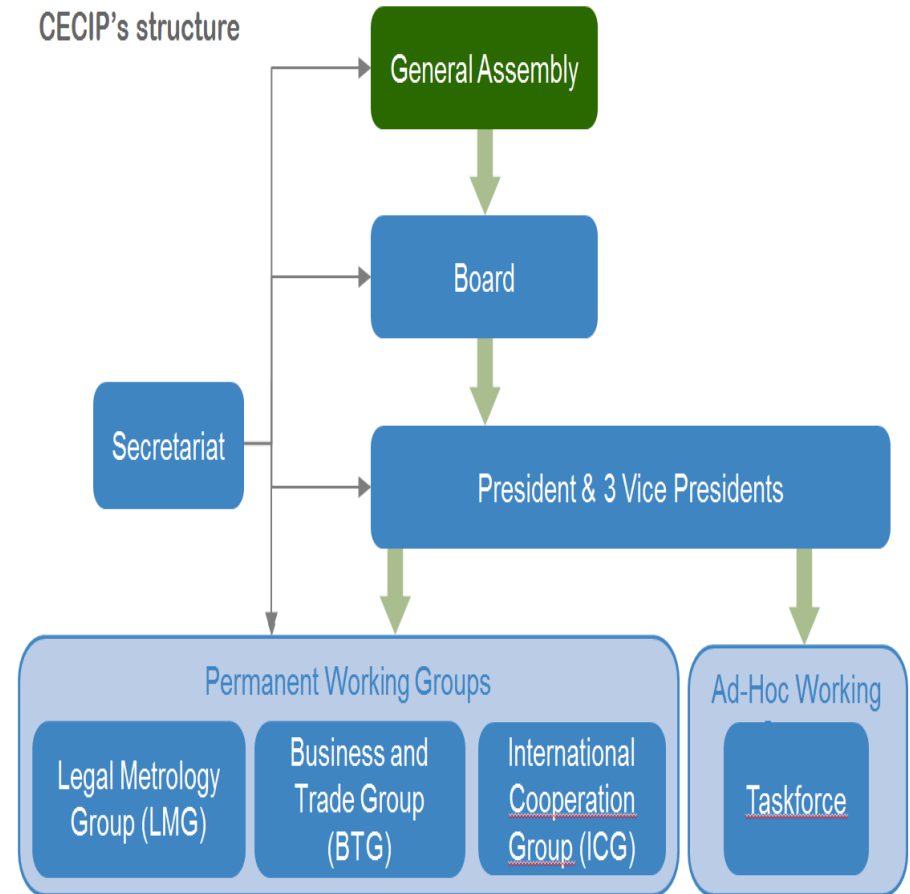 CECIP's structure
General Assembly
Board
Secretariat
President & 3 Vice Presidents
Permanent Working Groups
Legal Metrology
Group (LMG)
Business and
Trade Group
(BTG)
International
Cooperation
Group (ICG)
Ad-Hoc Working
Taskforce